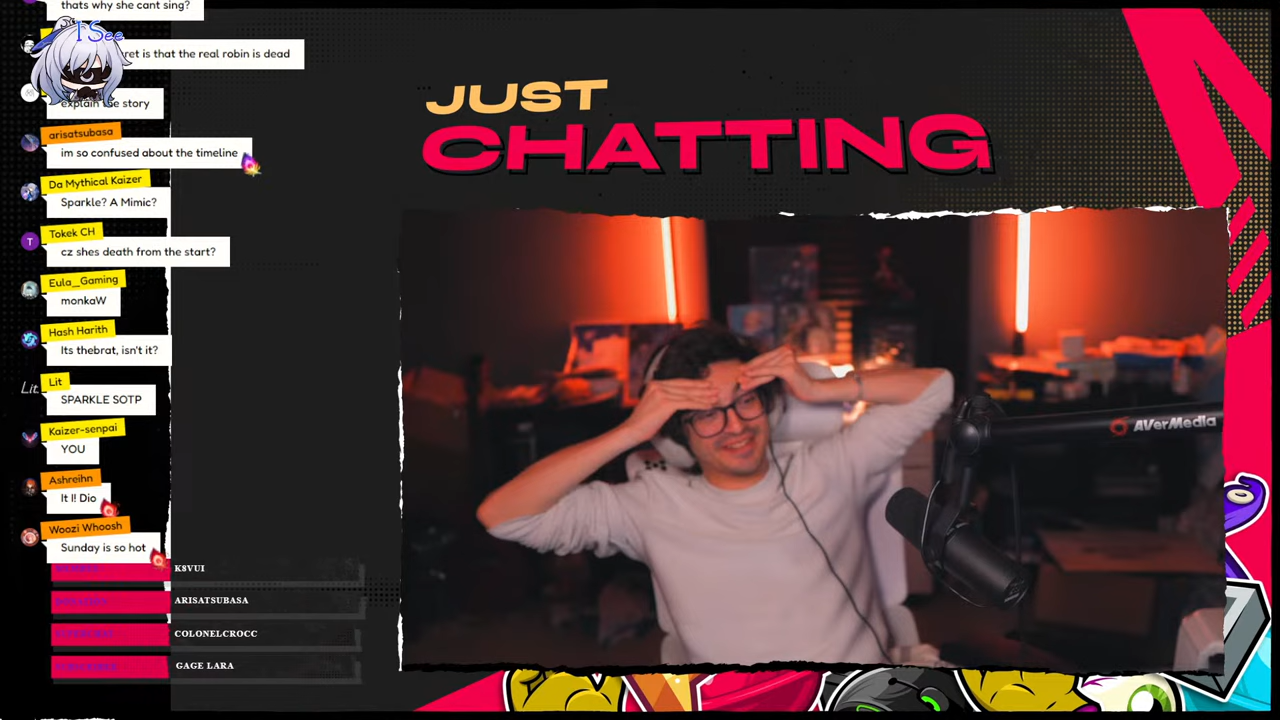 thats why she cant sing?
I See
ret is that the real robin is dead
explain the story
arisatsubasa
im so confused about the timeline
Da Mythical Kaizer
Sparkle? A Mimic?
T
Tokek CH
cz shes death from the start?
Eula_Gaming
monkaW
Hash Harith
Its thebrat, isn't it?
Lit.
Lit
SPARKLE SOTP
Kaizer-senpai
YOU
Ashreihn
It I! Dio
Woozi Whoosh
Sunday is so hot
K8VUI
ARISATSUBASA
COLONELCROCC
GAGE LARA
JUST
CHATTING
AVerMedia